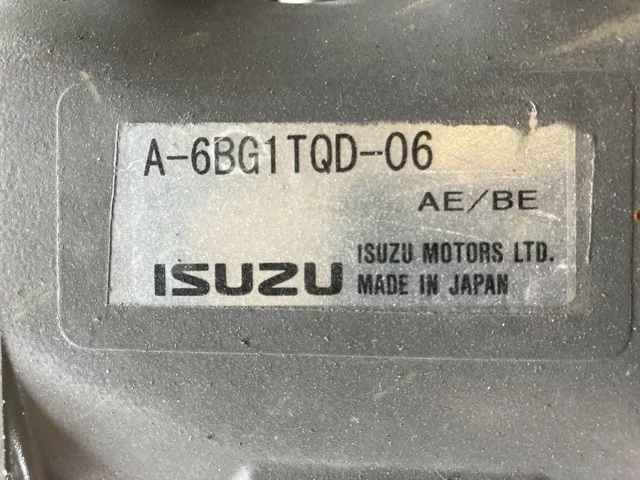 A-6BG1TQD-06
AE/BE
ISUZU ISUZU MOTORS LTD.
MADE IN JAPAN